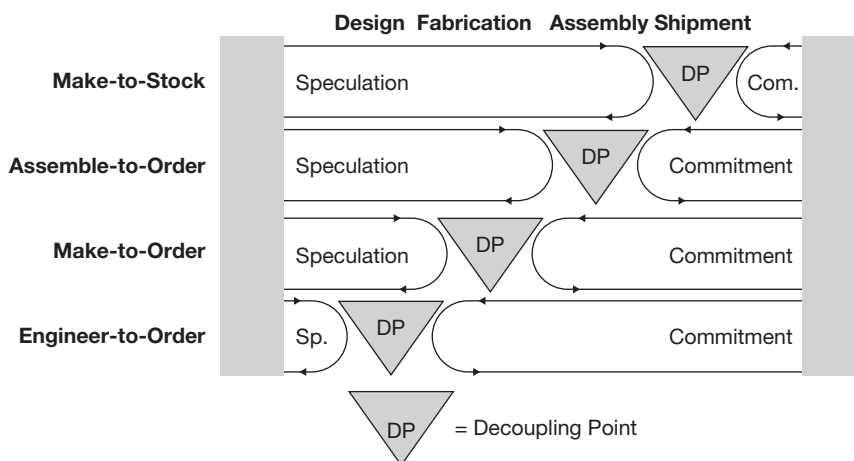 Design Fabrication Assembly Shipment
Make-to-Stock Speculation DP Com.
Assemble-to-Order Speculation DP Commitment
Make-to-Order Speculation DP Commitment
Engineer-to-Order Sp. DP Commitment
DP = Decoupling Point